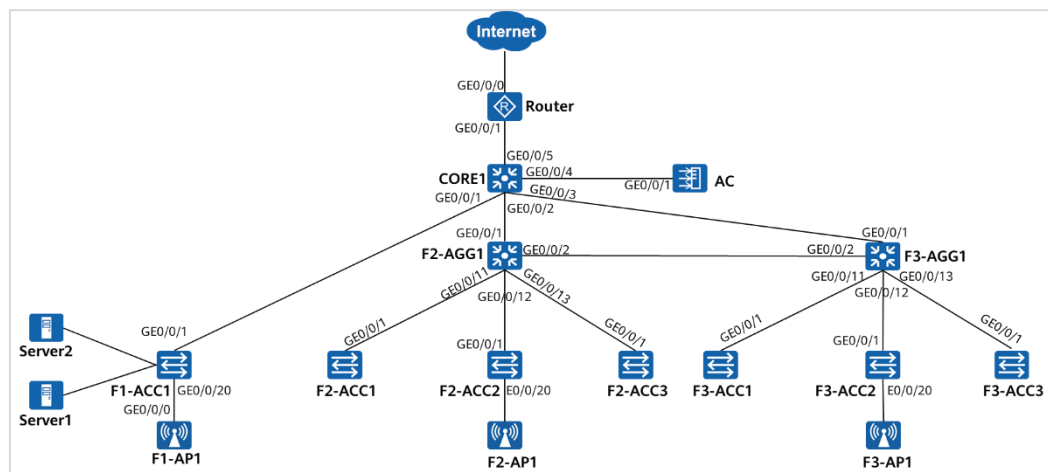 Internet
GE0/0/0
R
Router
GE0/0/1
GE0/0/5
GE0/0/4
CORE1
GE0/0/1
AC
GE0/0/1
GE0/0/3
GE0/0/2
GE0/0/1
GE0/0/1
F2-AGG1
GE0/0/2
GE0/0/2
F3-AGG1
GE0/0/11
GE0/0/12
GE0/0/13
GE0/0/11
GE0/0/12
GE0/0/13
GE0/0/1
GE0/0/1
GE0/0/1
GE0/0/1
GE0/0/1
GE0/0/1
GE0/0/1
Server2
F1-ACC1
GE0/0/20
F2-ACC1
F2-ACC2
E0/0/20
F2-ACC3
F3-ACC1
F3-ACC2
E0/0/20
F3-ACC3
Server1
GE0/0/0
F1-AP1
F2-AP1
F3-AP1